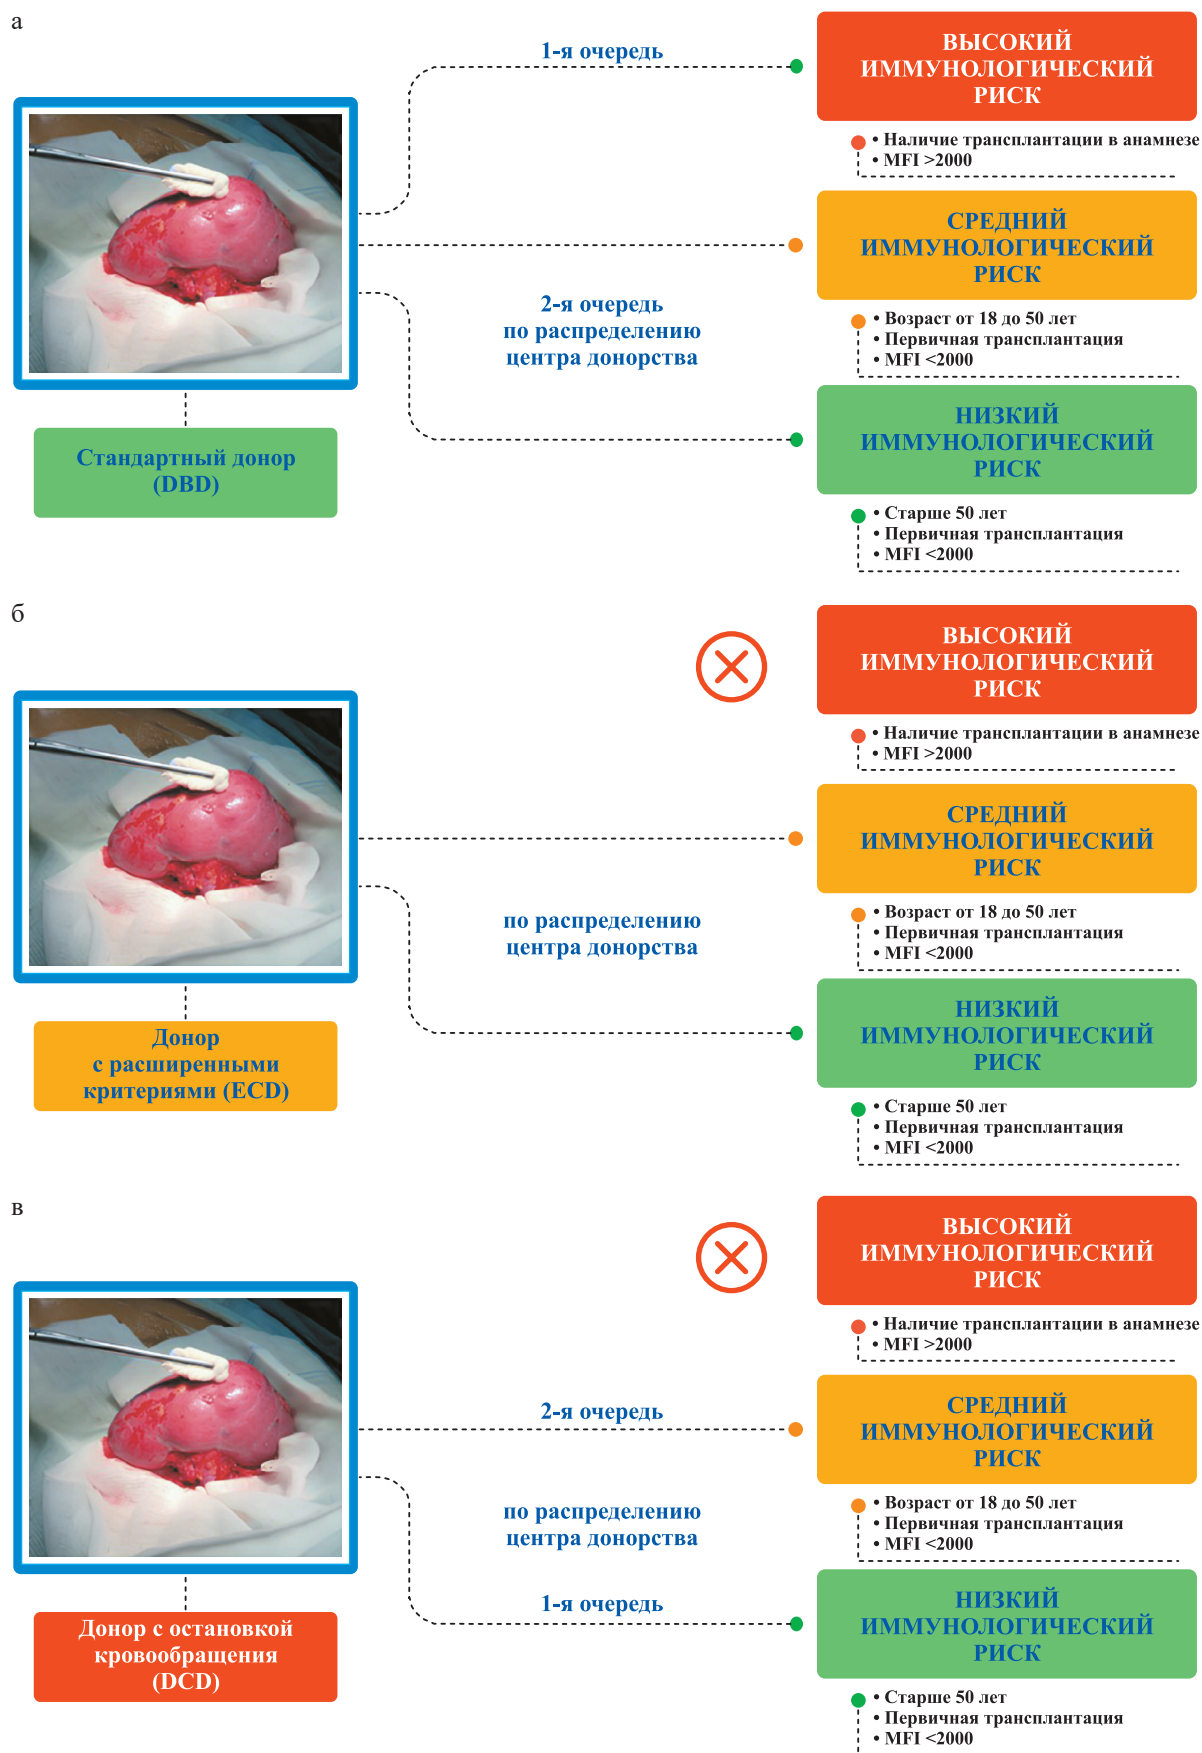 а
1-я очередь
ВЫСОКИЙ
ИММУНОЛОГИЧЕСКИЙ
РИСК
• Наличие трансплантации в анамнезе
• MFI >2000
СРЕДНИЙ
ИММУНОЛОГИЧЕСКИЙ
РИСК
2-я очередь
по распределению
центра донорства
• Возраст от 18 до 50 лет
• Первичная трансплантация
• MFI <2000
НИЗКИЙ
ИММУНОЛОГИЧЕСКИЙ
РИСК
Стандартный донор
(DBD)
• Старше 50 лет
• Первичная трансплантация
• MFI <2000
б
ВЫСОКИЙ
ИММУНОЛОГИЧЕСКИЙ
РИСК
• Наличие трансплантации в анамнезе
• MFI >2000
СРЕДНИЙ
ИММУНОЛОГИЧЕСКИЙ
РИСК
по распределению
центра донорства
• Возраст от 18 до 50 лет
• Первичная трансплантация
• MFI <2000
НИЗКИЙ
ИММУНОЛОГИЧЕСКИЙ
РИСК
Донор
с расширенными
критериями (ECD)
• Старше 50 лет
• Первичная трансплантация
• MFI <2000
в
ВЫСОКИЙ
ИММУНОЛОГИЧЕСКИЙ
РИСК
• Наличие трансплантации в анамнезе
• MFI >2000
2-я очередь
СРЕДНИЙ
ИММУНОЛОГИЧЕСКИЙ
РИСК
по распределению
центра донорства
• Возраст от 18 до 50 лет
• Первичная трансплантация
• MFI <2000
1-я очередь
НИЗКИЙ
ИММУНОЛОГИЧЕСКИЙ
РИСК
Донор с остановкой
кровообращения
(DCD)
• Старше 50 лет
• Первичная трансплантация
• MFI <2000